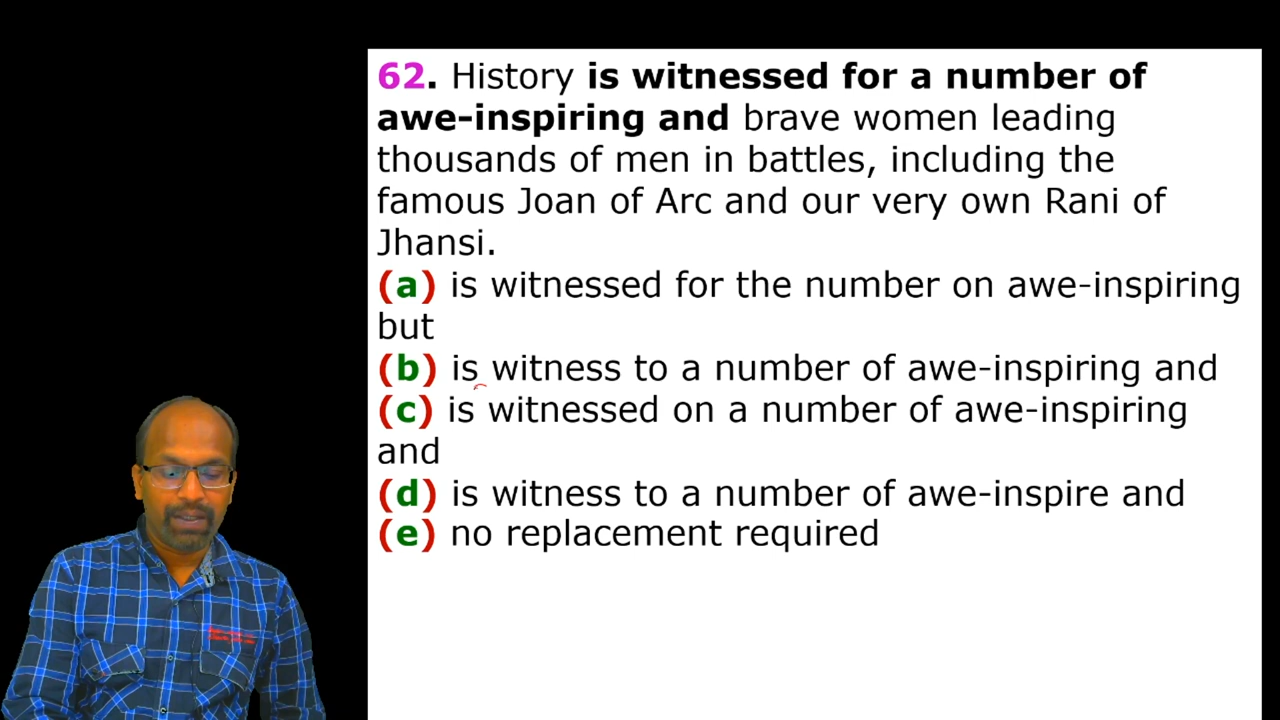 62. History is witnessed for a number of
awe-inspiring and brave women leading
thousands of men in battles, including the
famous Joan of Arc and our very own Rani of
Jhansi.
(a) is witnessed for the number on awe-inspiring
but
(b) is witness to a number of awe-inspiring and
(c) is witnessed on a number of awe-inspiring
and
(d) is witness to a number of awe-inspire and
(e) no replacement required